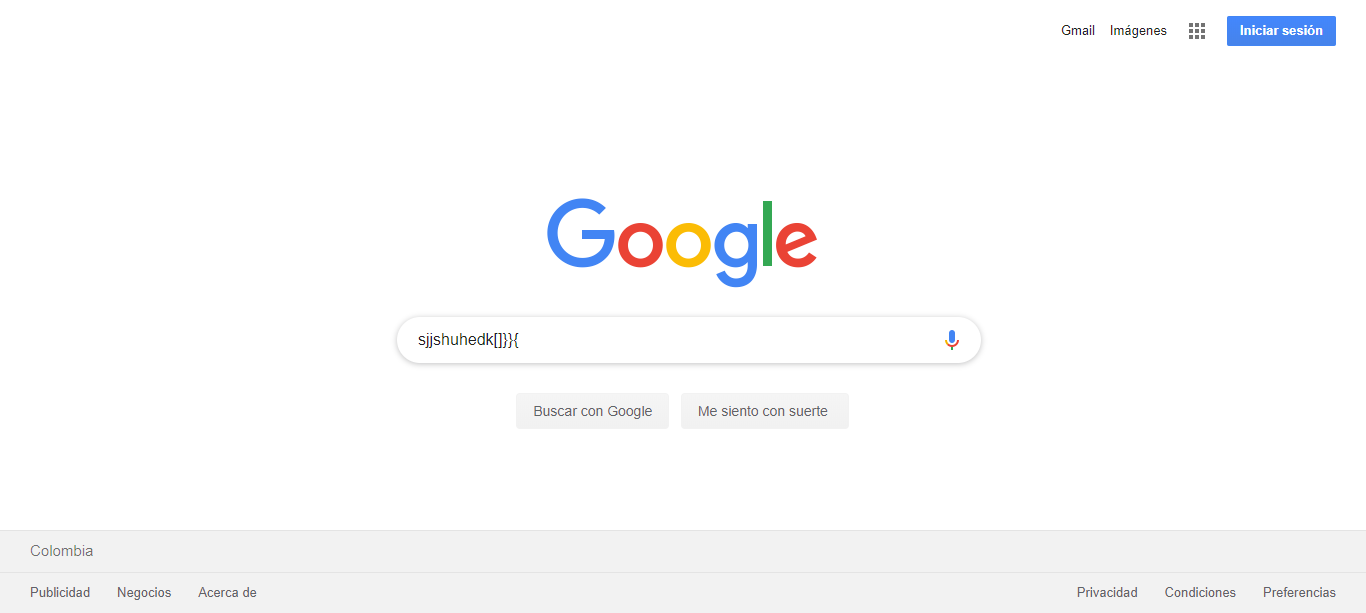 Gmail Imágenes Iniciar sesión
Google
sjjshuhedk[]}}{
Buscar con Google Me siento con suerte
Colombia
Publicidad Negocios Acerca de Privacidad Condiciones Preferencias